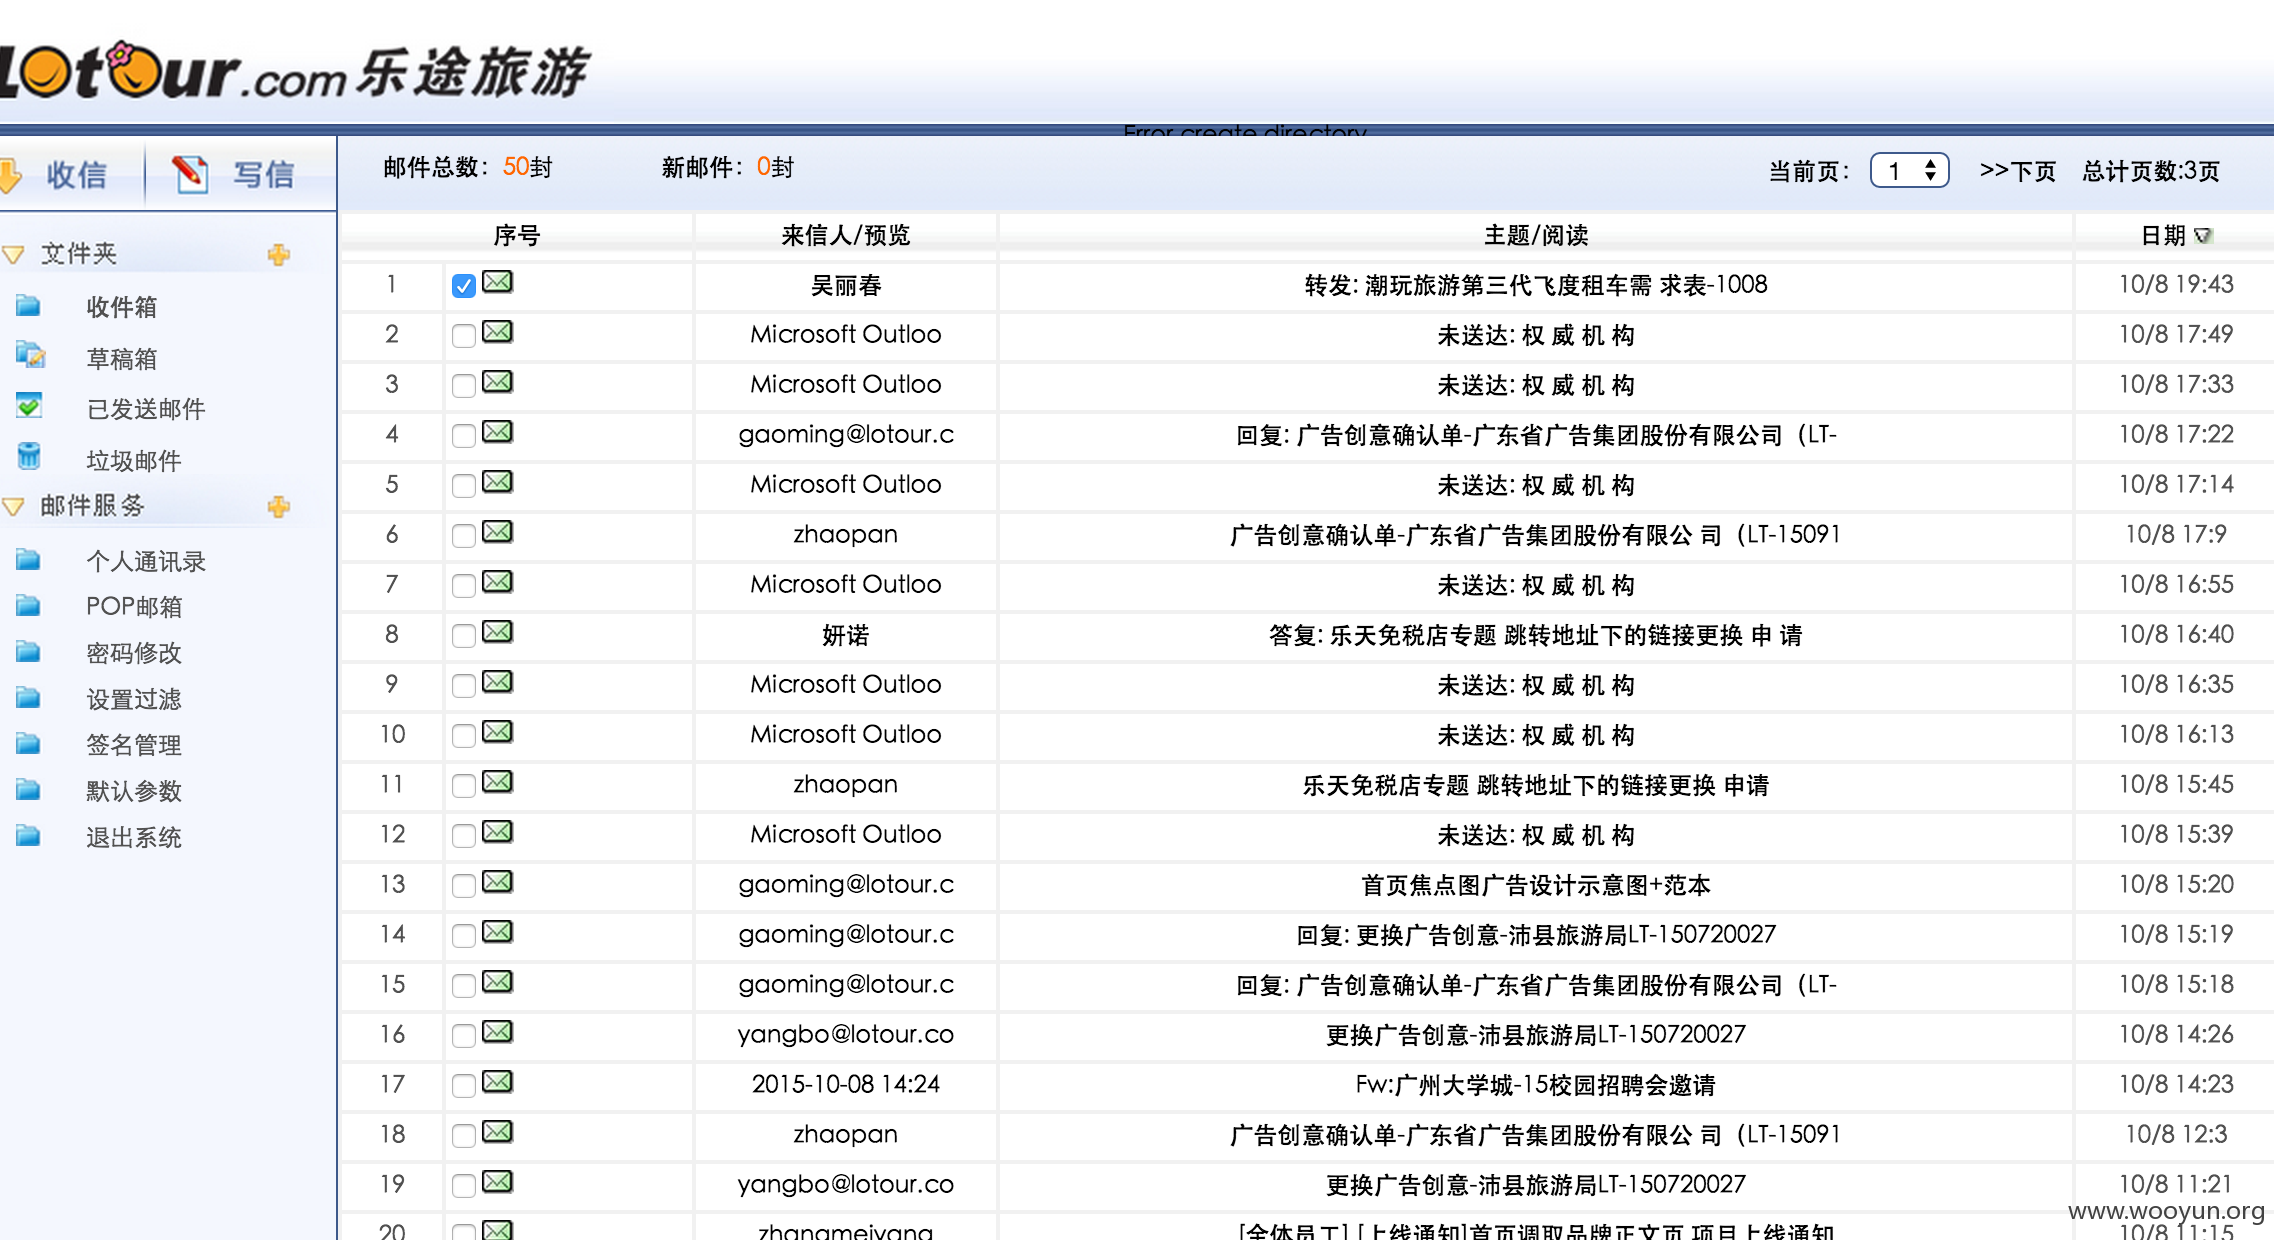 Lotour.com 乐途旅游
Error create directory
收信 写信
邮件总数：50封 新邮件：0封 当前页： 1 >>下页 总计页数:3页
文件夹
收件箱
草稿箱
已发送邮件
垃圾邮件
邮件服务
个人通讯录
POP邮箱
密码修改
设置过滤
签名管理
默认参数
退出系统
序号 来信人/预览 主题/阅读 日期
1 吴丽春 转发: 潮玩旅游第三代飞度租车需 求表-1008 10/8 19:43
2 Microsoft Outloo 未送达: 权 威 机 构 10/8 17:49
3 Microsoft Outloo 未送达: 权 威 机 构 10/8 17:33
4 gaoming@lotour.c 回复: 广告创意确认单-广东省广告集团股份有限公司（LT- 10/8 17:22
5 Microsoft Outloo 未送达: 权 威 机 构 10/8 17:14
6 zhaopan 广告创意确认单-广东省广告集团股份有限公 司（LT-15091 10/8 17:9
7 Microsoft Outloo 未送达: 权 威 机 构 10/8 16:55
8 妍诺 答复: 乐天免税店专题 跳转地址下的链接更换 申 请 10/8 16:40
9 Microsoft Outloo 未送达: 权 威 机 构 10/8 16:35
10 Microsoft Outloo 未送达: 权 威 机 构 10/8 16:13
11 zhaopan 乐天免税店专题 跳转地址下的链接更换 申请 10/8 15:45
12 Microsoft Outloo 未送达: 权 威 机 构 10/8 15:39
13 gaoming@lotour.c 首页焦点图广告设计示意图+范本 10/8 15:20
14 gaoming@lotour.c 回复: 更换广告创意-沛县旅游局LT-150720027 10/8 15:19
15 gaoming@lotour.c 回复: 广告创意确认单-广东省广告集团股份有限公司（LT- 10/8 15:18
16 yangbo@lotour.co 更换广告创意-沛县旅游局LT-150720027 10/8 14:26
17 2015-10-08 14:24 Fw:广州大学城-15校园招聘会邀请 10/8 14:23
18 zhaopan 广告创意确认单-广东省广告集团股份有限公 司（LT-15091 10/8 12:3
19 yangbo@lotour.co 更换广告创意-沛县旅游局LT-150720027 10/8 11:21
20 zhangmeiyang [全体员工] [上线通知]首页调取品牌正文页 项目上线通知 10/8 11:15
www.wooyun.org